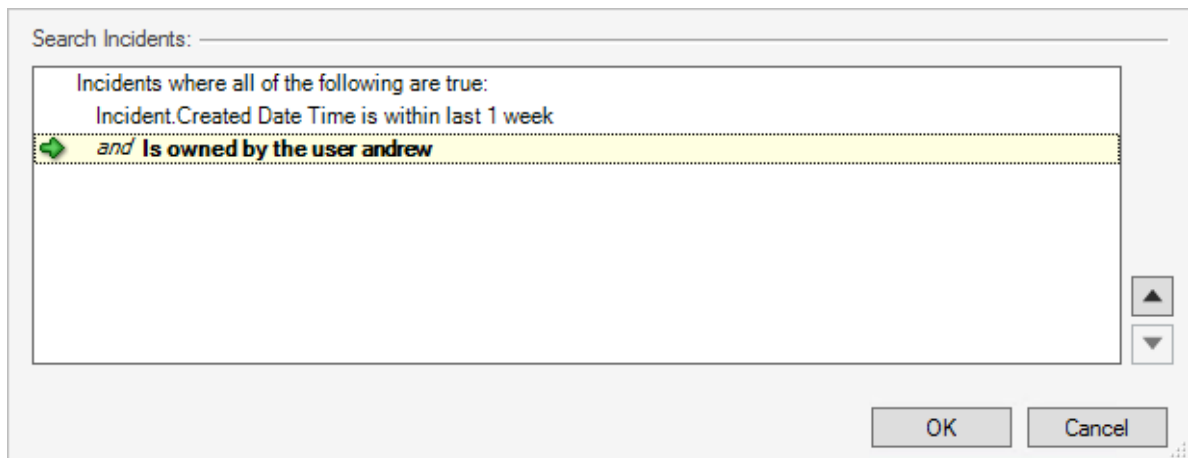 Search Incidents:
Incidents where all of the following are true:
Incident.Created Date Time is within last 1 week
and Is owned by the user andrew
OK
Cancel